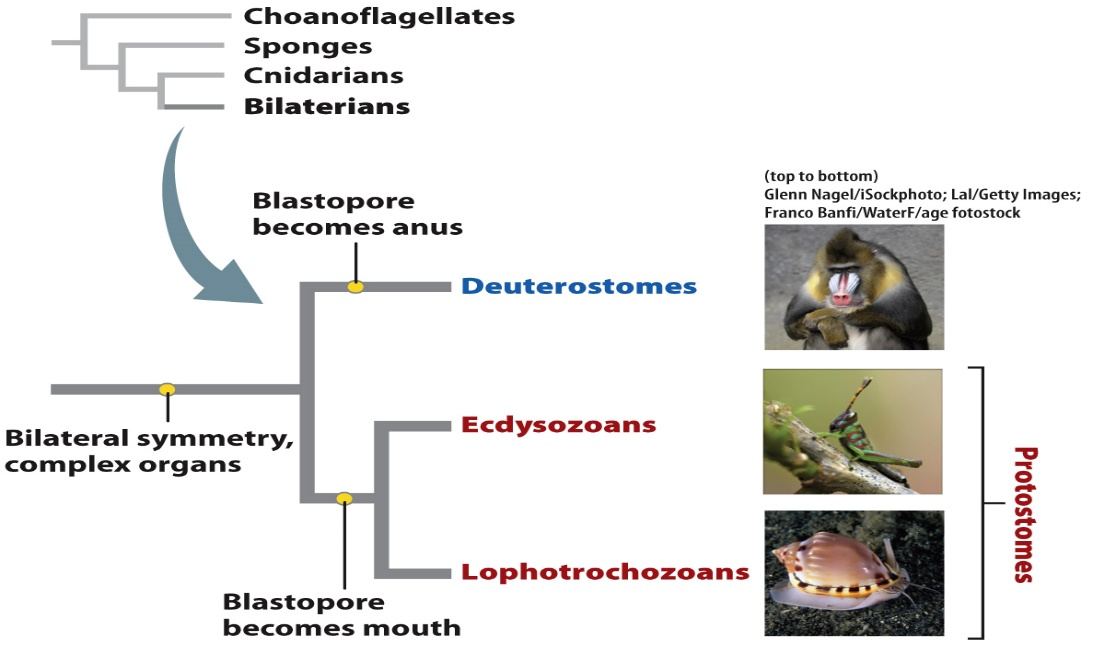 Choanoflagellates
Sponges
Cnidarians
Bilaterians
(top to bottom)
Glenn Nagel/iSockphoto; Lal/Getty Images;
Franco Banfi/WaterF/age fotostock
Blastopore
becomes anus
Deuterostomes
Bilateral symmetry,
complex organs
Ecdysozoans
Protostomes
Lophotrochozoans
Blastopore
becomes mouth